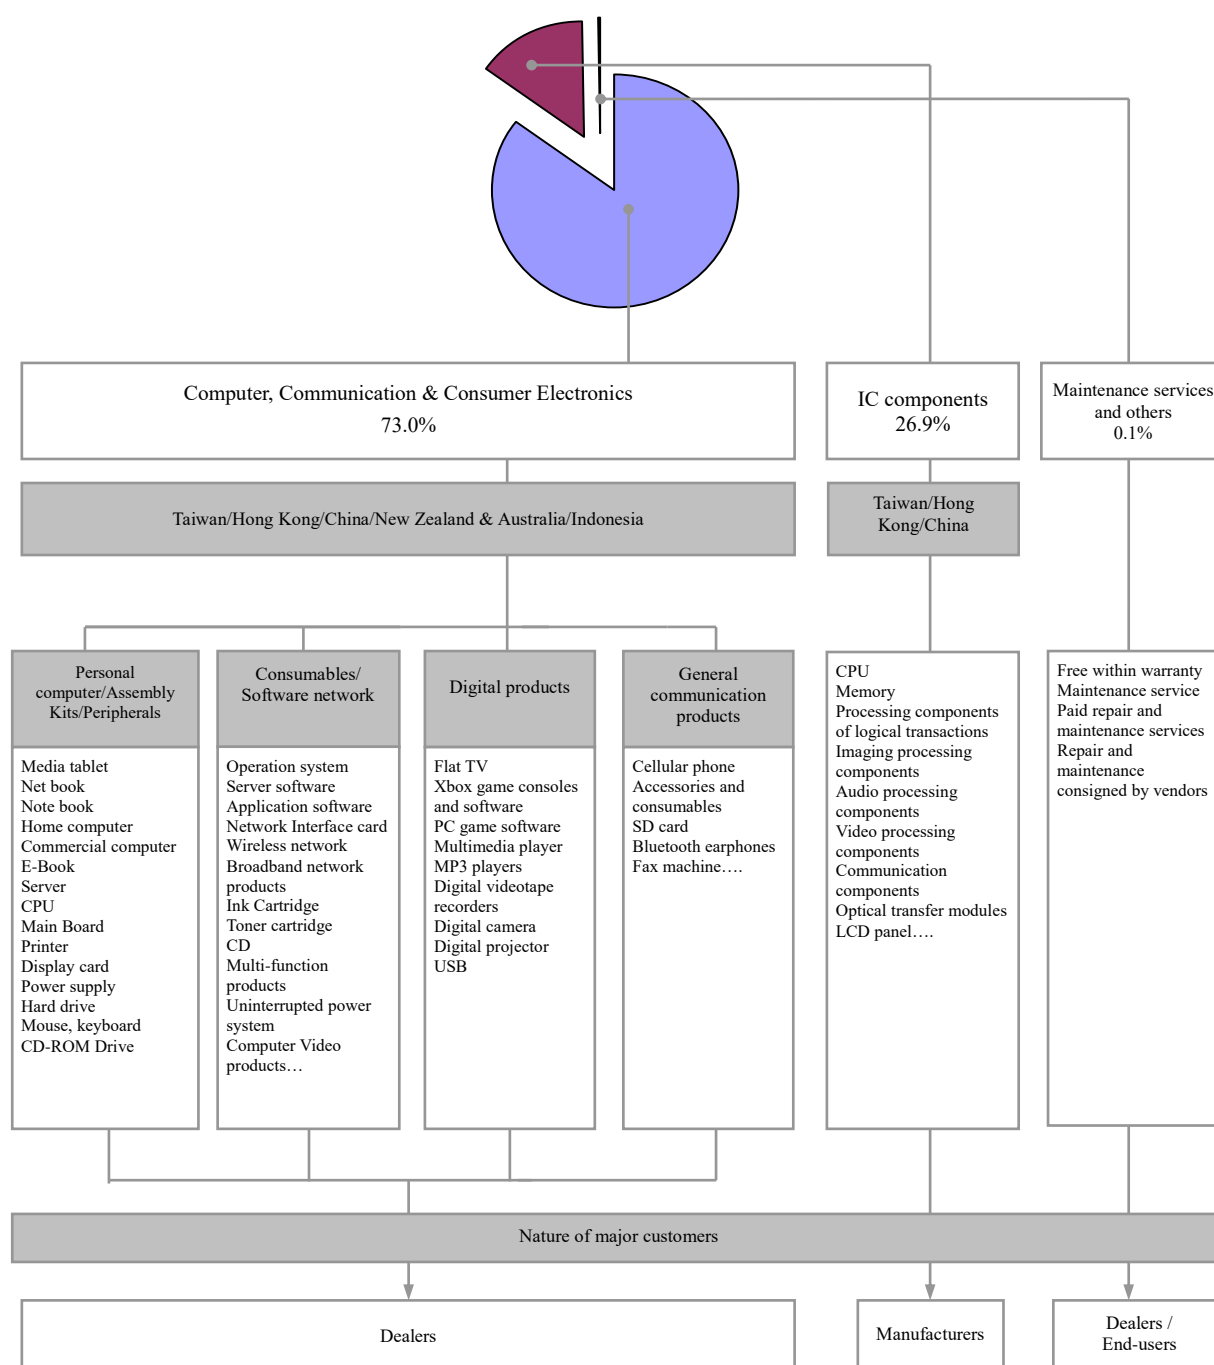 Computer, Communication & Consumer Electronics
73.0%
IC components
26.9%
Maintenance services
and others
0.1%
Taiwan/Hong Kong/China/New Zealand & Australia/Indonesia
Taiwan/Hong
Kong/China
Personal
computer/Assembly
Kits/Peripherals
Consumables/
Software network
Digital products
General
communication
products
Media tablet
Net book
Note book
Home computer
Commercial computer
E-Book
Server
CPU
Main Board
Printer
Display card
Power supply
Hard drive
Mouse, keyboard
CD-ROM Drive
Operation system
Server software
Application software
Network Interface card
Wireless network
Broadband network
products
Ink Cartridge
Toner cartridge
CD
Multi-function
products
Uninterrupted power
system
Computer Video
products…
Flat TV
Xbox game consoles
and software
PC game software
Multimedia player
MP3 players
Digital videotape
recorders
Digital camera
Digital projector
USB
Cellular phone
Accessories and
consumables
SD card
Bluetooth earphones
Fax machine….
CPU
Memory
Processing components
of logical transactions
Imaging processing
components
Audio processing
components
Video processing
components
Communication
components
Optical transfer modules
LCD panel….
Free within warranty
Maintenance service
Paid repair and
maintenance services
Repair and
maintenance
consigned by vendors
Nature of major customers
Dealers
Manufacturers
Dealers /
End-users